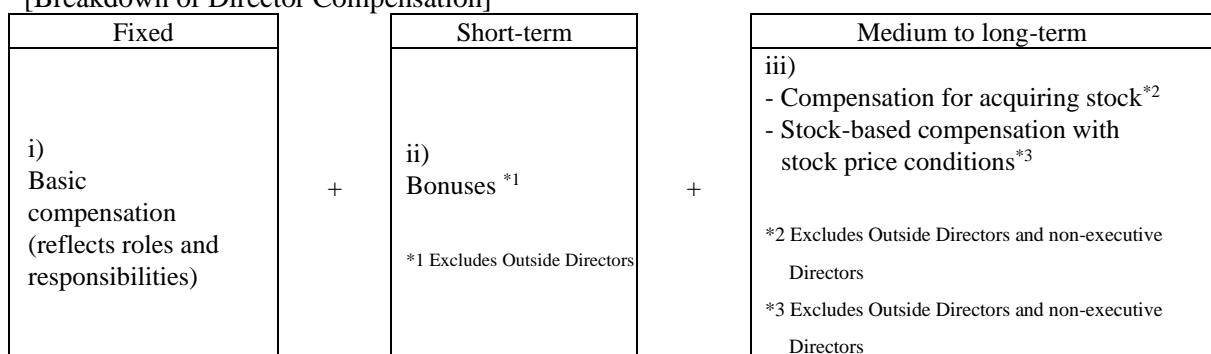 [Breakdown of Director Compensation]
Fixed
Short-term
Medium to long-term
i)
Basic
compensation
(reflects roles and
responsibilities)
+
ii)
Bonuses *1
*1 Excludes Outside Directors
+
iii)
- Compensation for acquiring stock*2
- Stock-based compensation with
stock price conditions*3
*2 Excludes Outside Directors and non-executive
Directors
*3 Excludes Outside Directors and non-executive
Directors